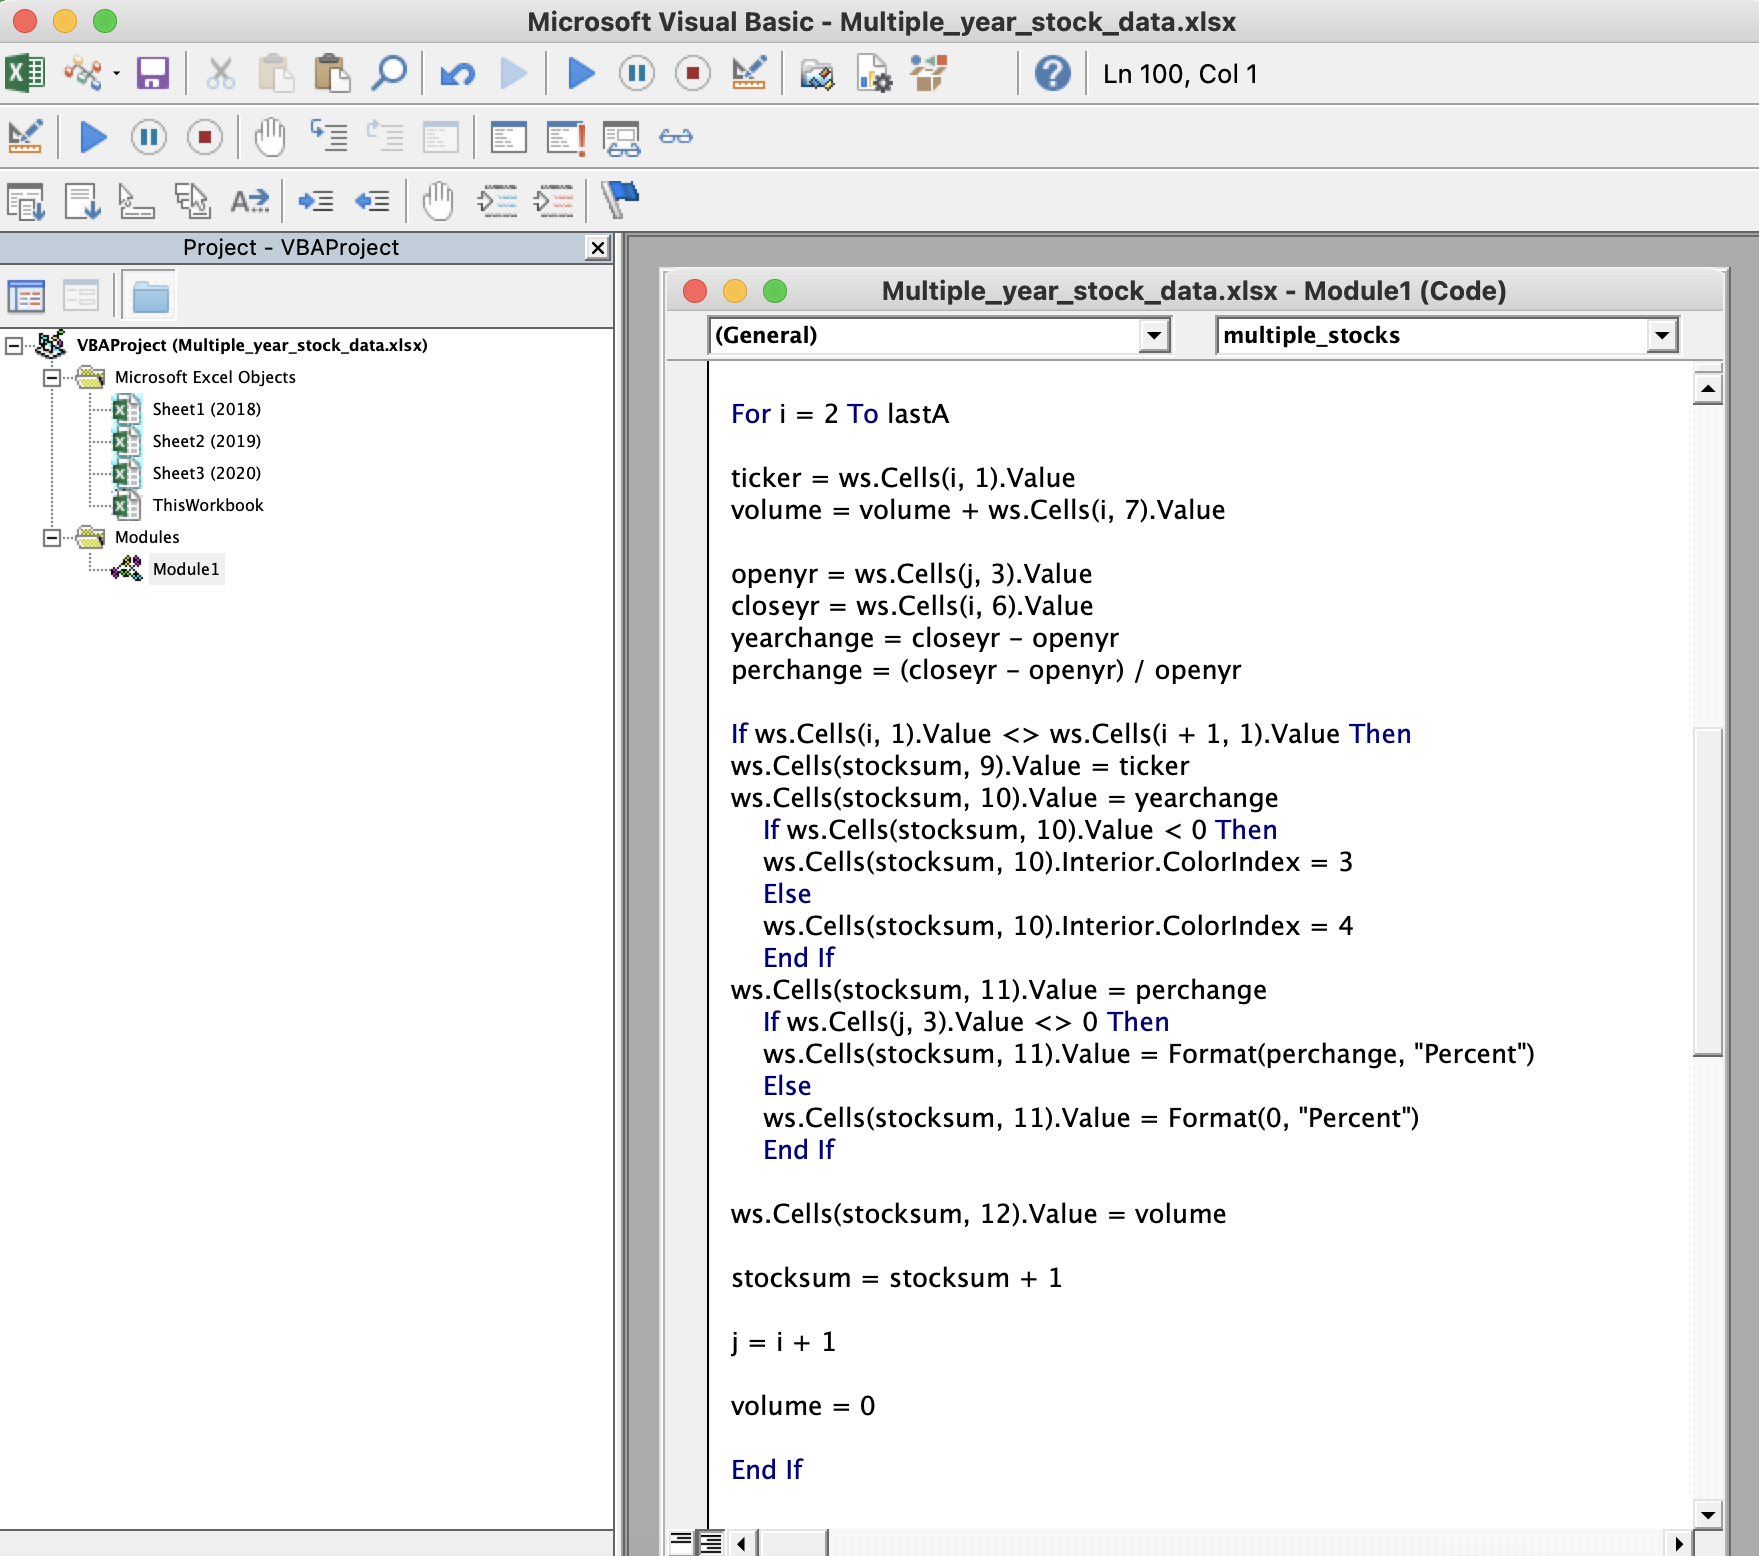 Microsoft Visual Basic - Multiple_year_stock_data.xlsx
Ln 100, Col 1
Project - VBAProject
VBAProject (Multiple_year_stock_data.xlsx)
Microsoft Excel Objects
Sheet1 (2018)
Sheet2 (2019)
Sheet3 (2020)
ThisWorkbook
Modules
Module1
Multiple_year_stock_data.xlsx - Module1 (Code)
(General)
multiple_stocks
For i = 2 To lastA
ticker = ws.Cells(i, 1).Value
volume = volume + ws.Cells(i, 7).Value
openyr = ws.Cells(j, 3).Value
closeyr = ws.Cells(i, 6).Value
yearchange = closeyr - openyr
perchange = (closeyr - openyr) / openyr
If ws.Cells(i, 1).Value <> ws.Cells(i + 1, 1).Value Then
ws.Cells(stocksum, 9).Value = ticker
ws.Cells(stocksum, 10).Value = yearchange
If ws.Cells(stocksum, 10).Value < 0 Then
ws.Cells(stocksum, 10).Interior.ColorIndex = 3
Else
ws.Cells(stocksum, 10).Interior.ColorIndex = 4
End If
ws.Cells(stocksum, 11).Value = perchange
If ws.Cells(j, 3).Value <> 0 Then
ws.Cells(stocksum, 11).Value = Format(perchange, "Percent")
Else
ws.Cells(stocksum, 11).Value = Format(0, "Percent")
End If
ws.Cells(stocksum, 12).Value = volume
stocksum = stocksum + 1
j = i + 1
volume = 0
End If